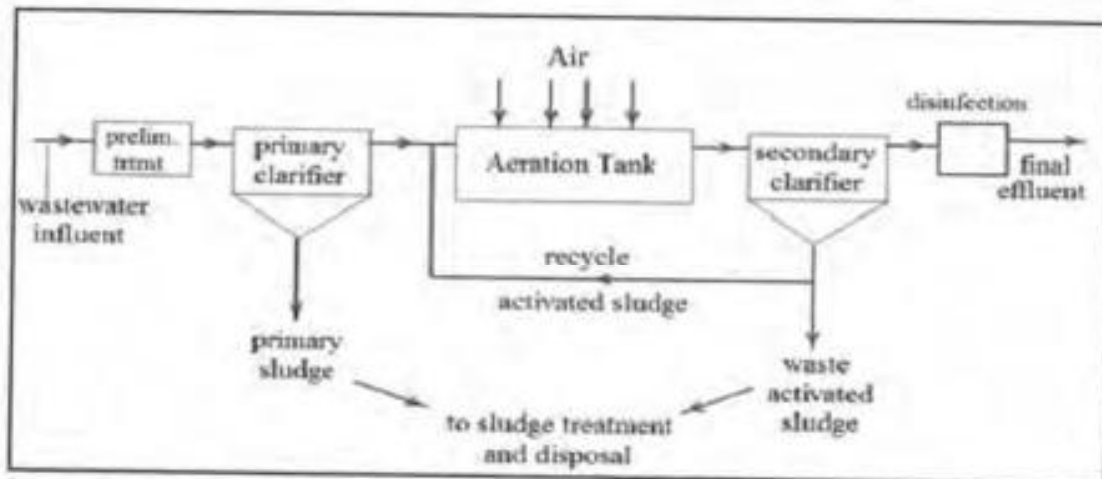 Air
disinfection
prelim.
trtmt
primary
clarifier
Aeration Tank
secondary
clarifier
final
effluent
wastewater
influent
recycle
activated sludge
primary
sludge
waste
activated
sludge
to sludge treatment
and disposal